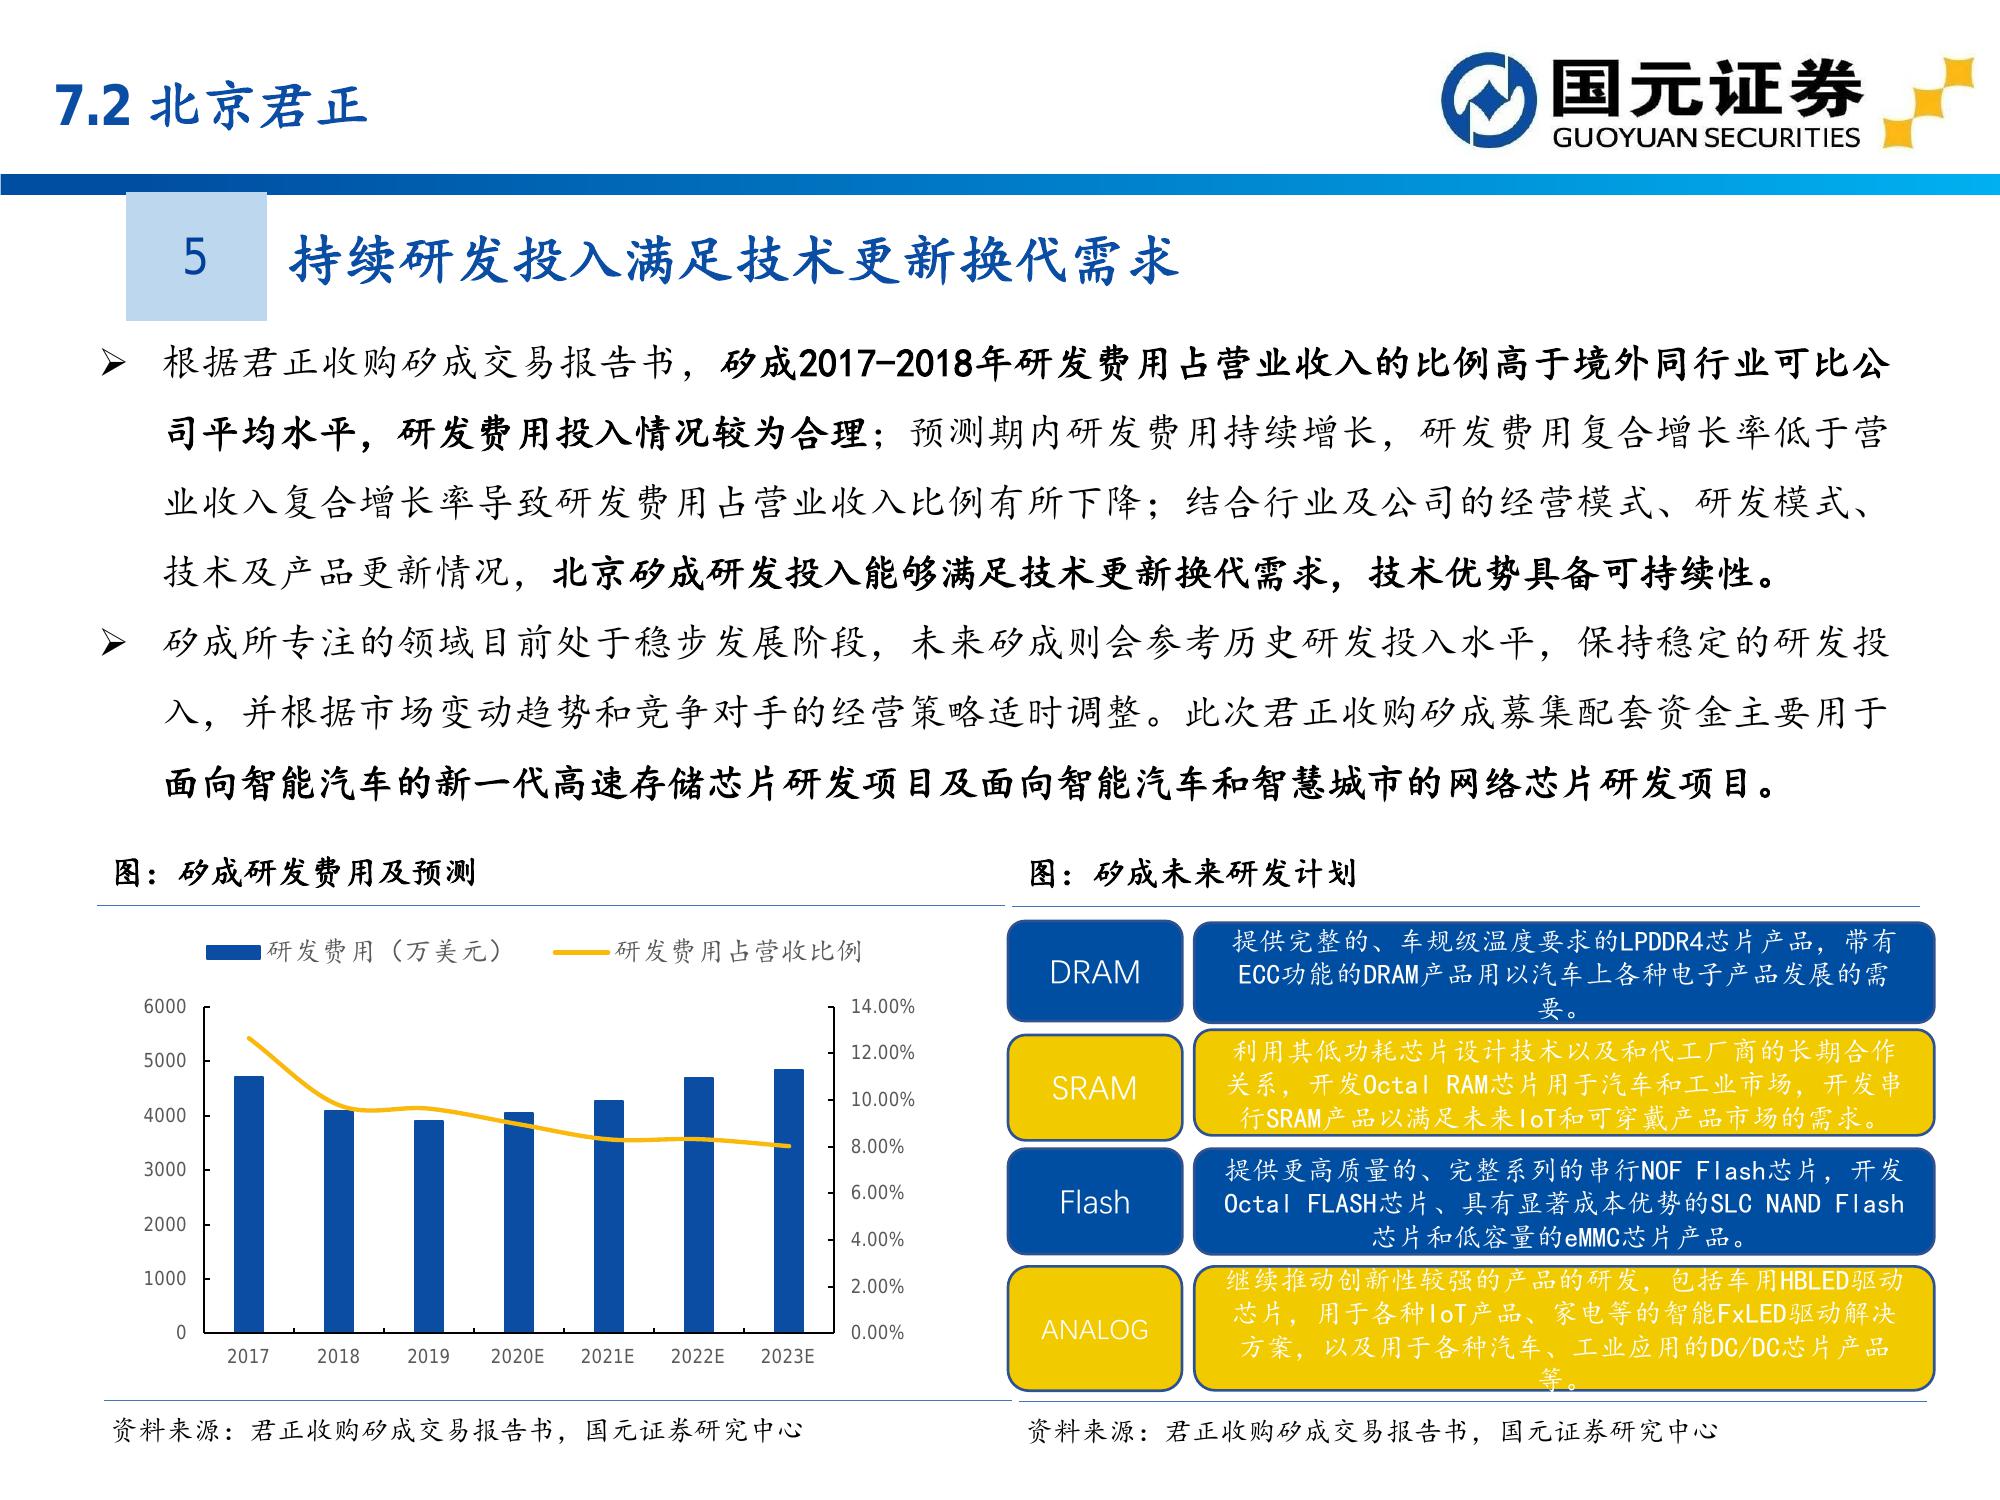 7.2 北京君正
国元证券
GUOYUAN SECURITIES
5
持续研发投入满足技术更新换代需求
➢ 根据君正收购矽成交易报告书，矽成2017-2018年研发费用占营业收入的比例高于境外同行业可比公
司平均水平，研发费用投入情况较为合理；预测期内研发费用持续增长，研发费用复合增长率低于营
业收入复合增长率导致研发费用占营业收入比例有所下降；结合行业及公司的经营模式、研发模式、
技术及产品更新情况，北京矽成研发投入能够满足技术更新换代需求，技术优势具备可持续性。
➢ 矽成所专注的领域目前处于稳步发展阶段，未来矽成则会参考历史研发投入水平，保持稳定的研发投
入，并根据市场变动趋势和竞争对手的经营策略适时调整。此次君正收购矽成募集配套资金主要用于
面向智能汽车的新一代高速存储芯片研发项目及面向智能汽车和智慧城市的网络芯片研发项目。
图：矽成研发费用及预测
研发费用（万美元）
研发费用占营收比例
6000
5000
4000
3000
2000
1000
0
14.00%
12.00%
10.00%
8.00%
6.00%
4.00%
2.00%
0.00%
2017 2018 2019 2020E 2021E 2022E 2023E
资料来源：君正收购矽成交易报告书，国元证券研究中心
图：矽成未来研发计划
DRAM
提供完整的、车规级温度要求的LPDDR4芯片产品，带有
ECC功能的DRAM产品用以汽车上各种电子产品发展的需
要。
SRAM
利用其低功耗芯片设计技术以及和代工厂商的长期合作
关系，开发Octal RAM芯片用于汽车和工业市场，开发串
行SRAM产品以满足未来IoT和可穿戴产品市场的需求。
Flash
提供更高质量的、完整系列的串行NOF Flash芯片，开发
Octal FLASH芯片、具有显著成本优势的SLC NAND Flash
芯片和低容量的eMMC芯片产品。
ANALOG
继续推动创新性较强的产品的研发，包括车用HBLED驱动
芯片，用于各种IoT产品、家电等的智能FxLED驱动解决
方案，以及用于各种汽车、工业应用的DC/DC芯片产品
等。
资料来源：君正收购矽成交易报告书，国元证券研究中心